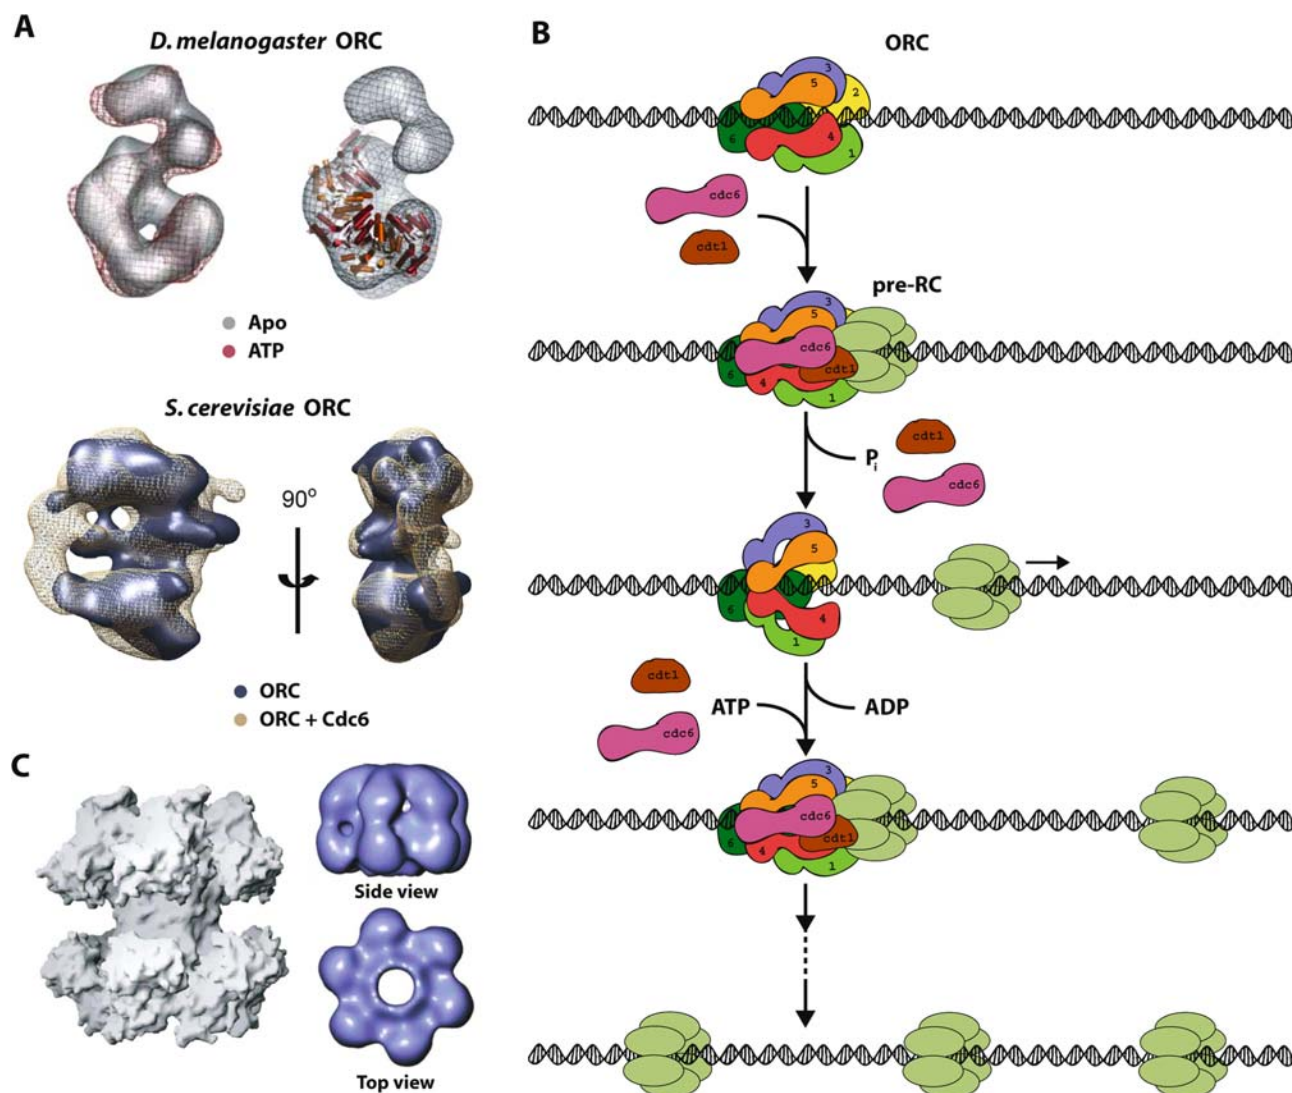 A
D. melanogaster ORC
Apo
ATP
S. cerevisiae ORC
90°
ORC
ORC + Cdc6
B
ORC
3
5
2
4
6
1
cdc6
cdt1
pre-RC
3
5
cdc6
cdt1
6
4
1
cdt1
Pi
cdc6
3
5
6
4
1
cdt1
ATP
ADP
cdc6
3
5
cdc6
cdt1
6
4
1
C
Side view
Top view